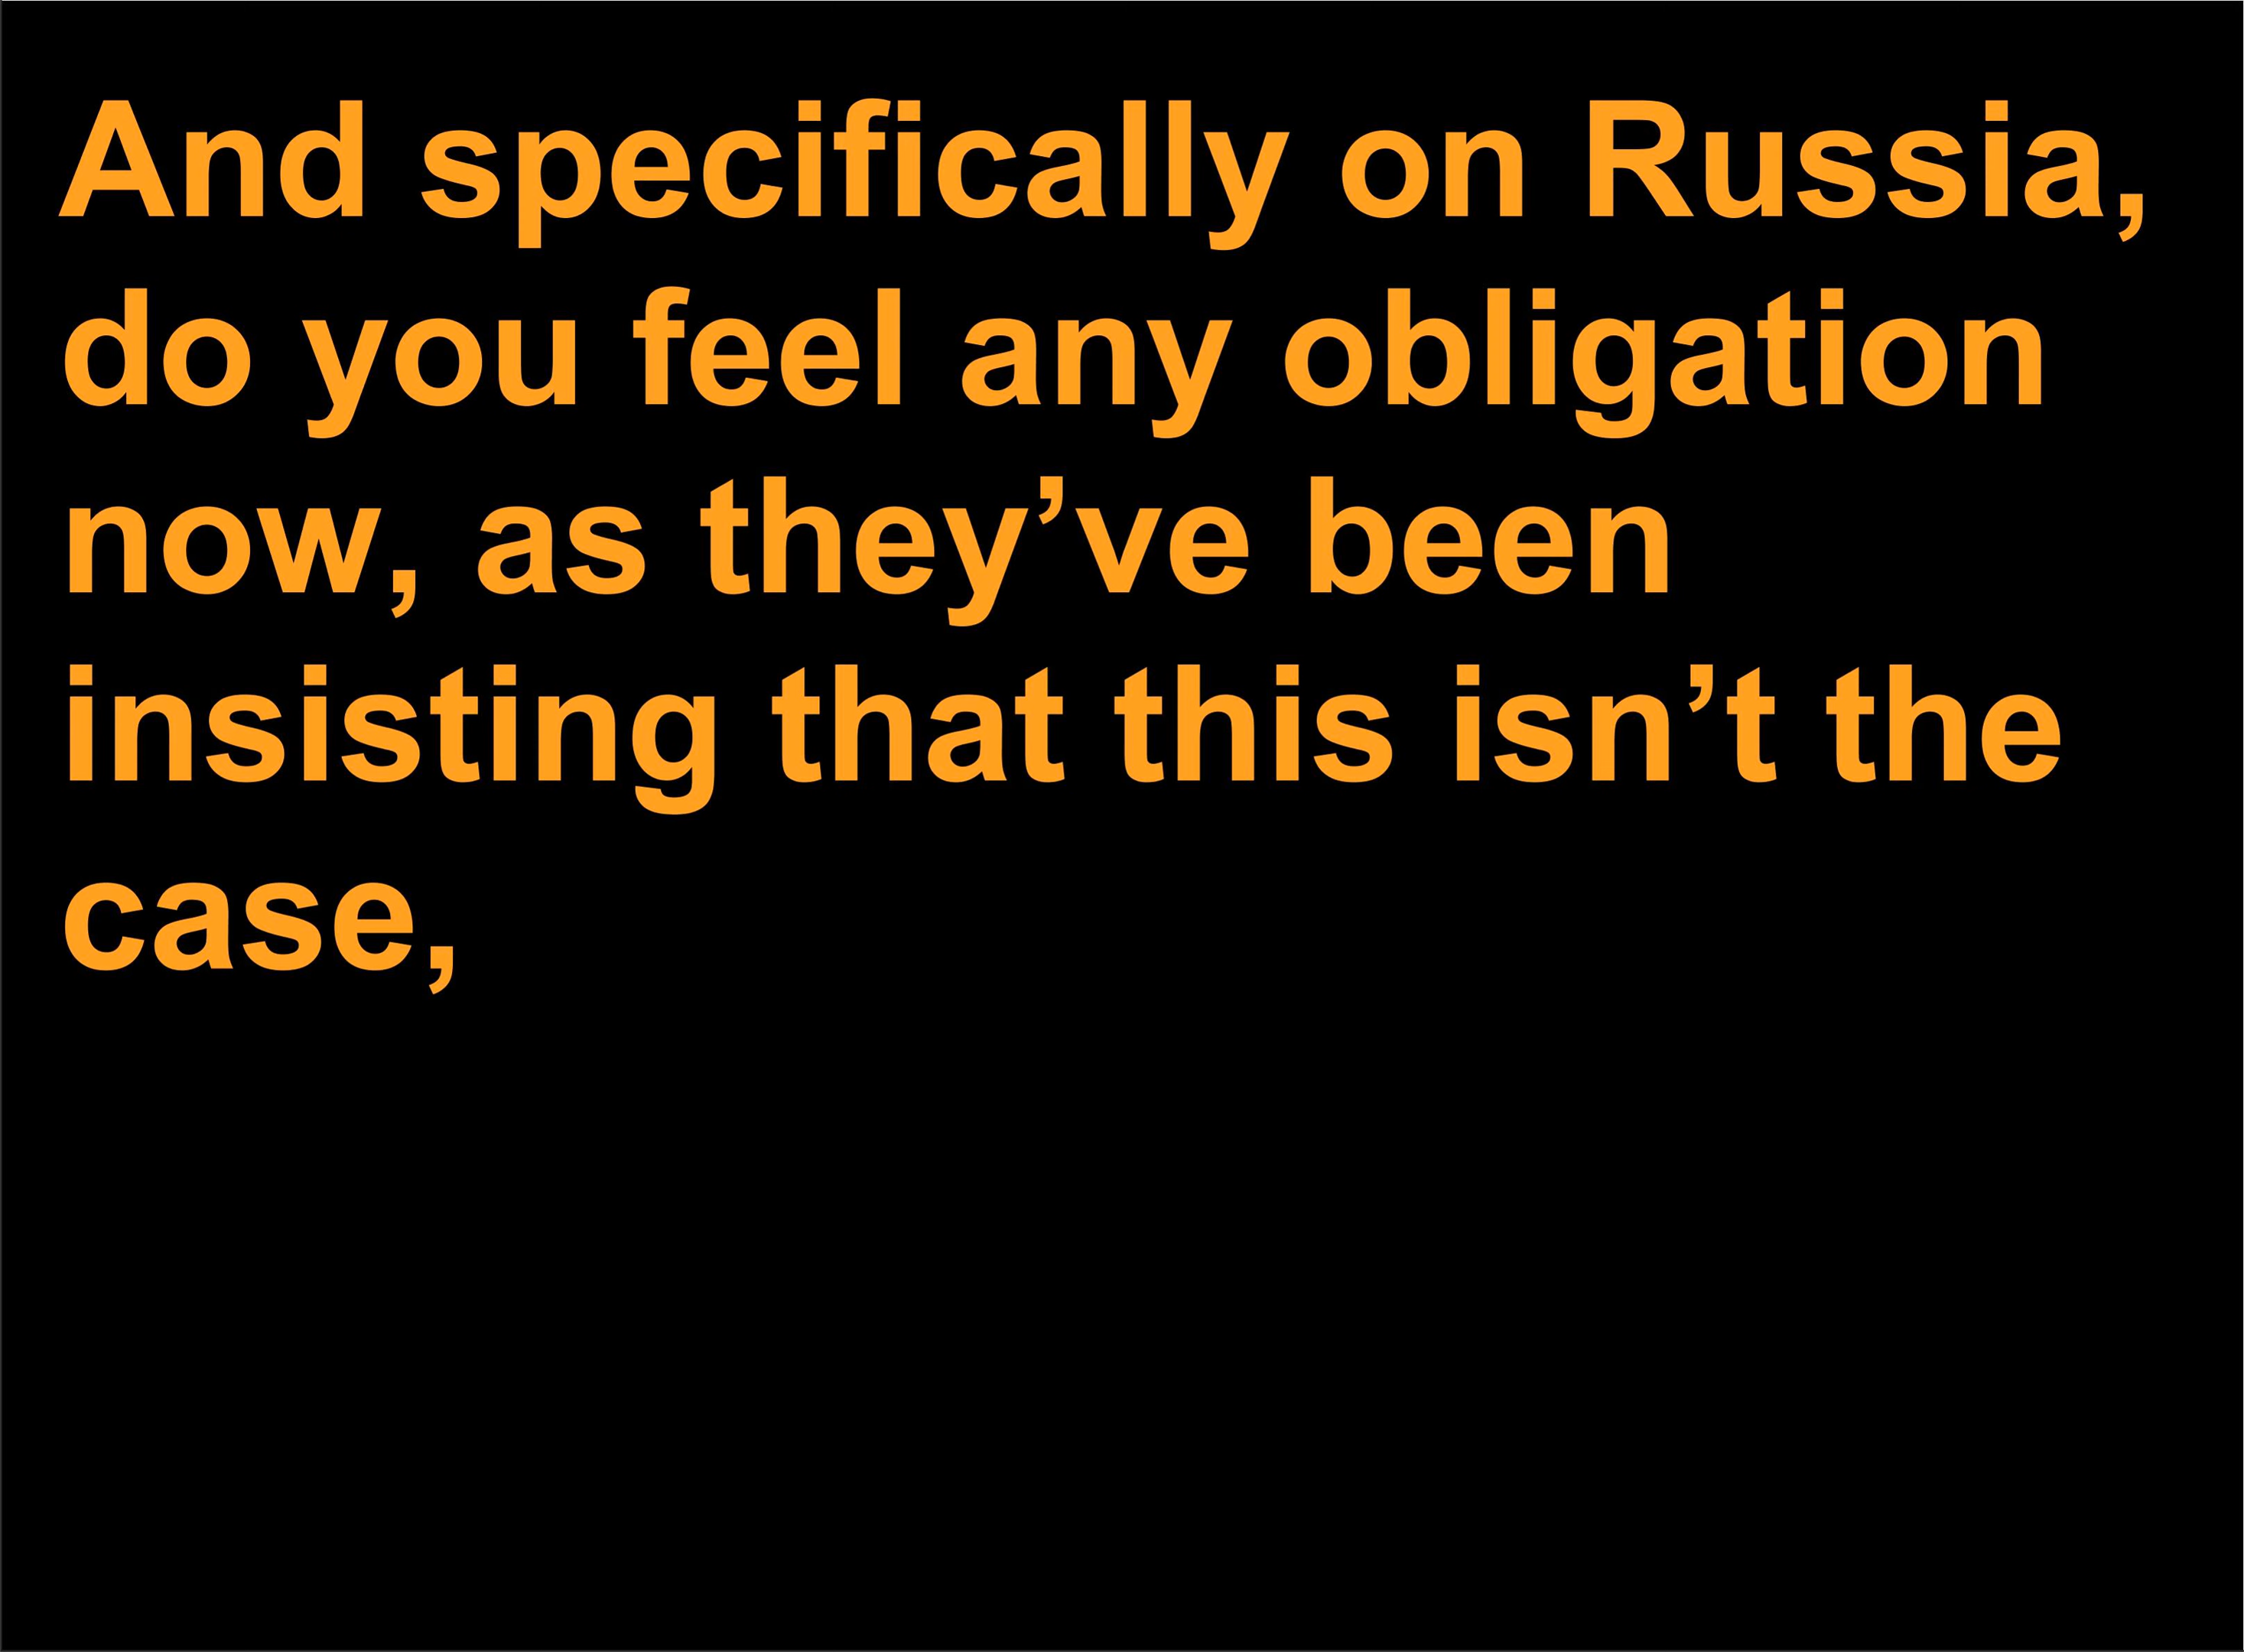 And specifically on Russia,
do you feel any obligation
now, as they’ve been
insisting that this isn’t the
case,